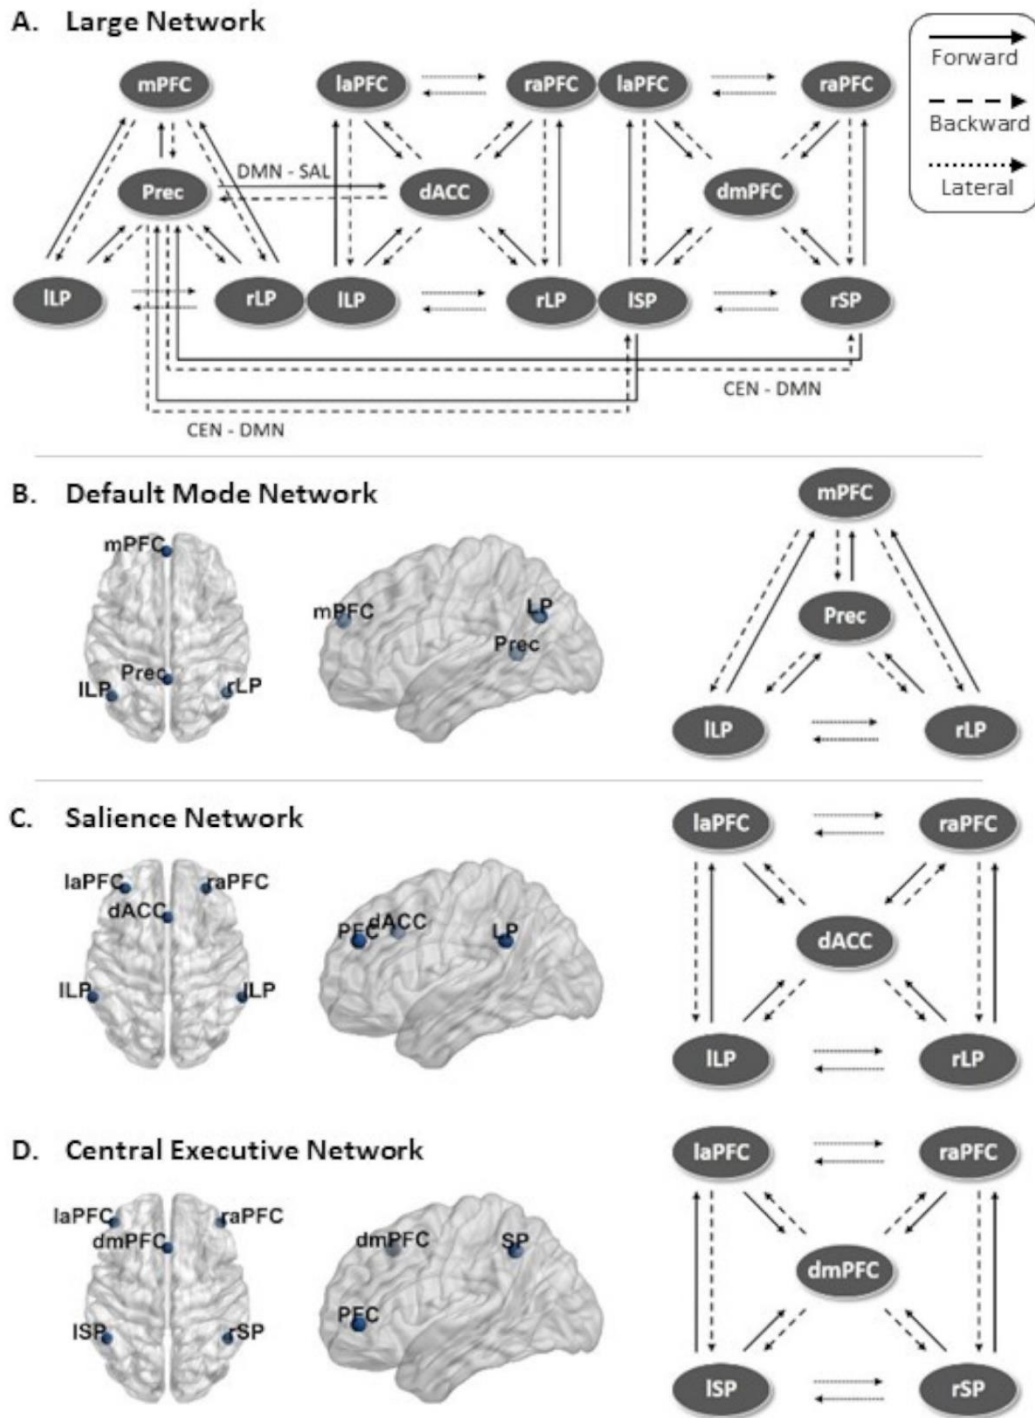 A. Large Network
Forward
Backward
Lateral
mPFC laPFC raPFC laPFC raPFC
DMN - SAL
Prec dACC dmPFC
lLP rLP lLP rLP lSP rSP
CEN - DMN
CEN - DMN
B. Default Mode Network
mPFC
Prec
lLP rLP
mPFC LP
Prec
mPFC
Prec
lLP rLP
C. Salience Network
laPFC raPFC
dACC
lLP lLP
PFC dACC LP
laPFC raPFC
dACC
lLP rLP
D. Central Executive Network
laPFC raPFC
dmPFC
lSP rSP
dmPFC SP
PFC
laPFC raPFC
dmPFC
lSP rSP